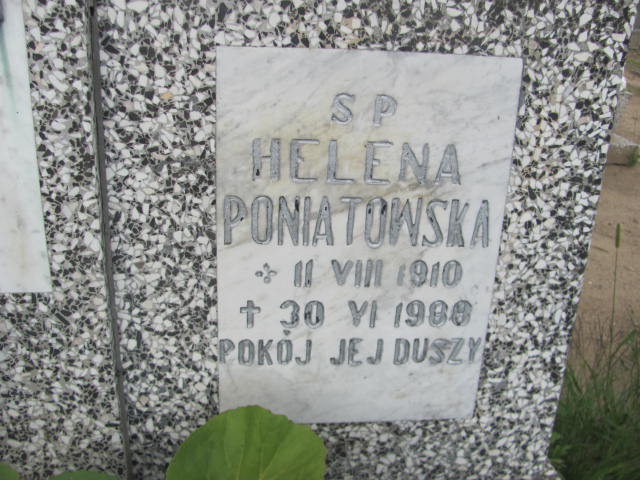 SP
HELENA
PONIATOWSKA
11 VIII 1910
✝ 30 VI 1988
POKÓJ JEJ DUSZY